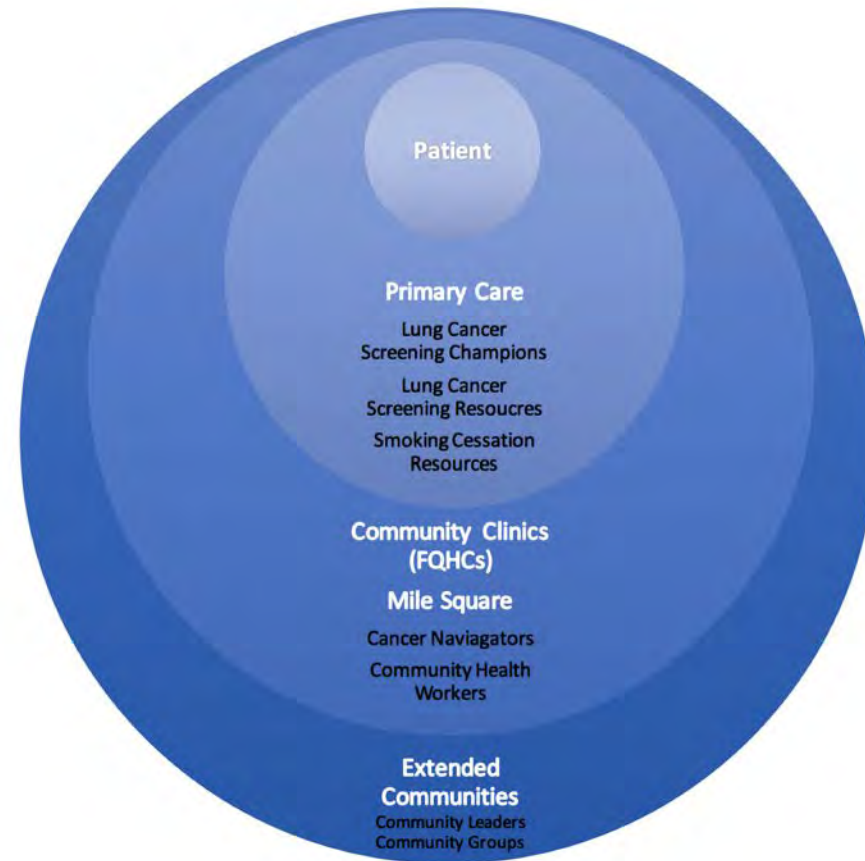 Patient
Primary Care
Lung Cancer
Screening Champions
Lung Cancer
Screening Resoucres
Smoking Cessation
Resources
Community Clinics
(FQHCs)
Mile Square
Cancer Naviagators
Community Health
Workers
Extended
Communities
Community Leaders
Community Groups